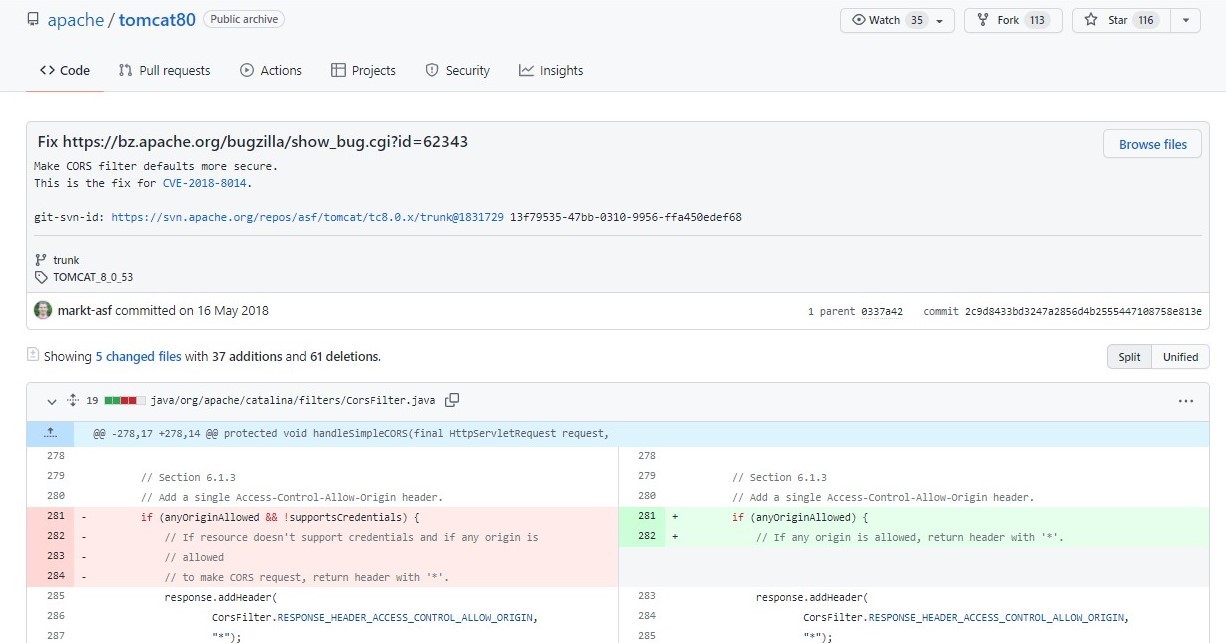 apache / tomcat80 Public archive Watch 35 Fork 113 Star 116
Code Pull requests Actions Projects Security Insights
Fix https://bz.apache.org/bugzilla/show_bug.cgi?id=62343
Browse files
Make CORS filter defaults more secure.
This is the fix for CVE-2018-8014.
git-svn-id: https://svn.apache.org/repos/asf/tomcat/tc8.0.x/trunk@1831729 13f79535-47bb-0310-9956-ffa450edef68
trunk
TOMCAT_8_0_53
markt-asf committed on 16 May 2018 1 parent 0337a42 commit 2c9d8433bd3247a2856d4b2555447108758e813e
Showing 5 changed files with 37 additions and 61 deletions. Split Unified
19 java/org/apache/catalina/filters/CorsFilter.java
@@ -278,17 +278,14 @@ protected void handleSimpleCORS(final HttpServletRequest request,
278 278
279 // Section 6.1.3 279 // Section 6.1.3
280 // Add a single Access-Control-Allow-Origin header. 280 // Add a single Access-Control-Allow-Origin header.
281 - if (anyOriginAllowed && !supportsCredentials) { 281 + if (anyOriginAllowed) {
282 - // If resource doesn't support credentials and if any origin is 282 + // If any origin is allowed, return header with '*'.
283 - // allowed
284 - // to make CORS request, return header with '*'.
285 response.addHeader( 283 response.addHeader(
286 CorsFilter.RESPONSE_HEADER_ACCESS_CONTROL_ALLOW_ORIGIN, 284 CorsFilter.RESPONSE_HEADER_ACCESS_CONTROL_ALLOW_ORIGIN,
287 "*"); 285 "*");